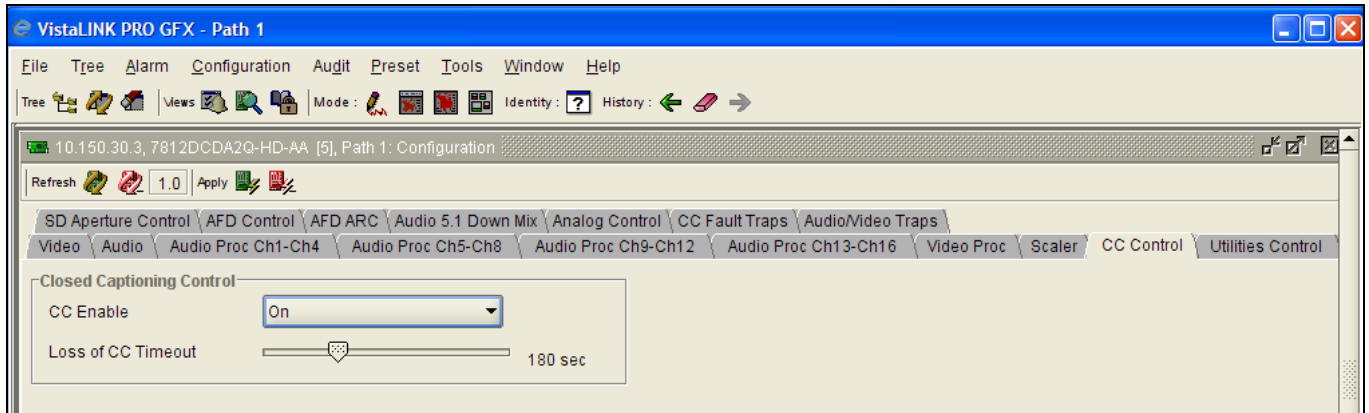 VistaLINK PRO GFX - Path 1
File Tree Alarm Configuration Audit Preset Tools Window Help
Tree Views Mode : Identity : ? History :
10.150.30.3, 7812DCDA2Q-HD-AA [5], Path 1: Configuration
Refresh 1.0 Apply
SD Aperture Control AFD Control AFD ARC Audio 5.1 Down Mix Analog Control CC Fault Traps Audio/Video Traps
Video Audio Audio Proc Ch1-Ch4 Audio Proc Ch5-Ch8 Audio Proc Ch9-Ch12 Audio Proc Ch13-Ch16 Video Proc Scaler CC Control Utilities Control
Closed Captioning Control
CC Enable On
Loss of CC Timeout 180 sec